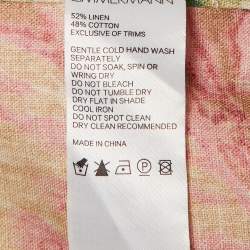 ZIMMERMANN
52% LINEN
48% COTTON
EXCLUSIVE OF TRIMS
GENTLE COLD HAND WASH
SEPARATELY
DO NOT SOAK, SPIN OR
WRING DRY
DO NOT BLEACH
DO NOT TUMBLE DRY
DRY FLAT IN SHADE
COOL IRON
DO NOT SPOT CLEAN
DRY CLEAN RECOMMENDED
MADE IN CHINA